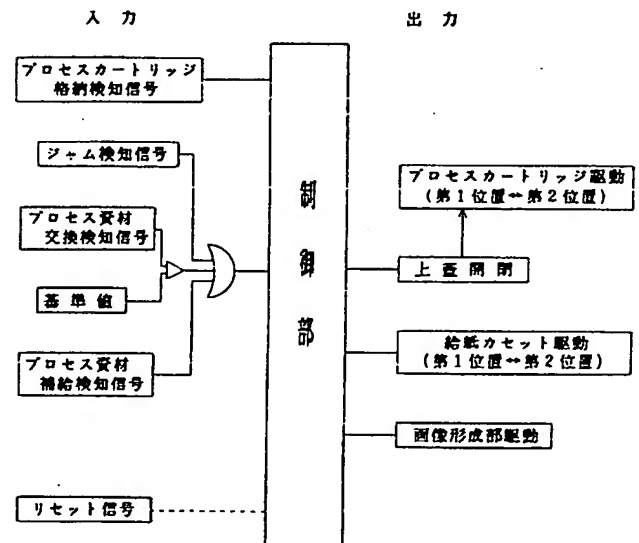 入力
出力
プロセスカートリッジ
格納検知信号
ジャム検知信号
プロセス資材
交換検知信号
基準値
プロセス資材
補給検知信号
リセット信号
制御部
プロセスカートリッジ駆動
(第1位置↔第2位置)
上蓋開閉
給紙カセット駆動
(第1位置↔第2位置)
画像形成部駆動